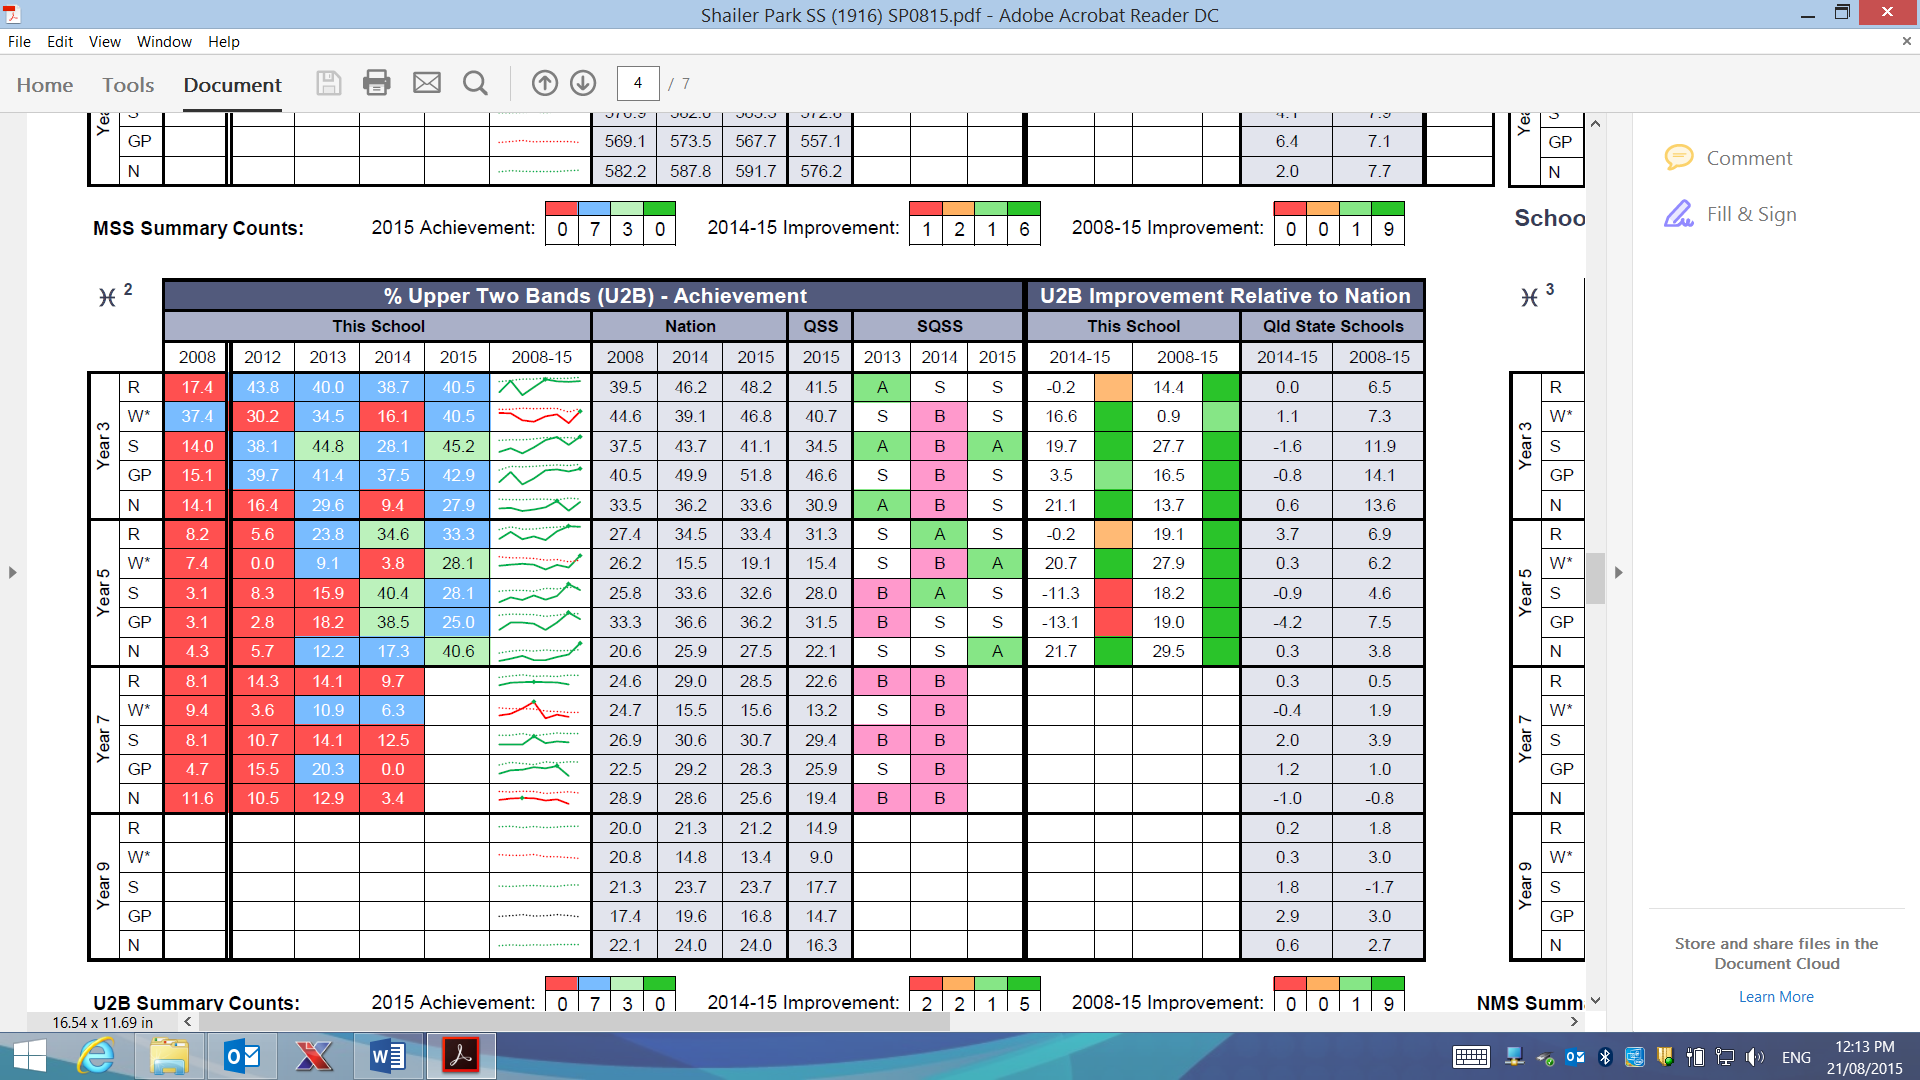 Shailer Park SS (1916) SP0815.pdf - Adobe Acrobat Reader DC
File Edit View Window Help
Home Tools Document 4 / 7
Comment
Fill & Sign
GP 569.1 573.5 567.7 557.1 6.4 7.1 GP
N 582.2 587.8 591.7 576.2 2.0 7.7 N
MSS Summary Counts: 2015 Achievement: 0 7 3 0 2014-15 Improvement: 1 2 1 6 2008-15 Improvement: 0 0 1 9
2 % Upper Two Bands (U2B) - Achievement U2B Improvement Relative to Nation 3
This School Nation QSS SQSS This School Qld State Schools
2008 2012 2013 2014 2015 2008-15 2008 2014 2015 2015 2013 2014 2015 2014-15 2008-15 2014-15 2008-15
Year 3
R 17.4 43.8 40.0 38.7 40.5 39.5 46.2 48.2 41.5 A S S -0.2 14.4 0.0 6.5
W* 37.4 30.2 34.5 16.1 40.5 44.6 39.1 46.8 40.7 S B S 16.6 0.9 1.1 7.3
S 14.0 38.1 44.8 28.1 45.2 37.5 43.7 41.1 34.5 A B A 19.7 27.7 -1.6 11.9
GP 15.1 39.7 41.4 37.5 42.9 40.5 49.9 51.8 46.6 S B S 3.5 16.5 -0.8 14.1
N 14.1 16.4 29.6 9.4 27.9 33.5 36.2 33.6 30.9 A B S 21.1 13.7 0.6 13.6
Year 5
R 8.2 5.6 23.8 34.6 33.3 27.4 34.5 33.4 31.3 S A S -0.2 19.1 3.7 6.9
W* 7.4 0.0 9.1 3.8 28.1 26.2 15.5 19.1 15.4 S B A 20.7 27.9 0.3 6.2
S 3.1 8.3 15.9 40.4 28.1 25.8 33.6 32.6 28.0 B A S -11.3 18.2 -0.9 4.6
GP 3.1 2.8 18.2 38.5 25.0 33.3 36.6 36.2 31.5 B S S -13.1 19.0 -4.2 7.5
N 4.3 5.7 12.2 17.3 40.6 20.6 25.9 27.5 22.1 S S A 21.7 29.5 0.3 3.8
Year 7
R 8.1 14.3 14.1 9.7 24.6 29.0 28.5 22.6 B B 0.3 0.5
W* 9.4 3.6 10.9 6.3 24.7 15.5 15.6 13.2 S B -0.4 1.9
S 8.1 10.7 14.1 12.5 26.9 30.6 30.7 29.4 B B 2.0 3.9
GP 4.7 15.5 20.3 0.0 22.5 29.2 28.3 25.9 S B 1.2 1.0
N 11.6 10.5 12.9 3.4 28.9 28.6 25.6 19.4 B B -1.0 -0.8
Year 9
R 20.0 21.3 21.2 14.9 0.2 1.8
W* 20.8 14.8 13.4 9.0 0.3 3.0
S 21.3 23.7 23.7 17.7 1.8 -1.7
GP 17.4 19.6 16.8 14.7 2.9 3.0
N 22.1 24.0 24.0 16.3 0.6 2.7
Year 3
R
W*
S
GP
N
Year 5
R
W*
S
GP
N
Year 7
R
W*
S
GP
N
Year 9
R
W*
S
GP
N
U2B Summary Counts: 2015 Achievement: 0 7 3 0 2014-15 Improvement: 2 2 1 5 2008-15 Improvement: 0 0 1 9
Store and share files in the
Document Cloud
Learn More
16.54 x 11.69 in
ENG
12:13 PM
21/08/2015